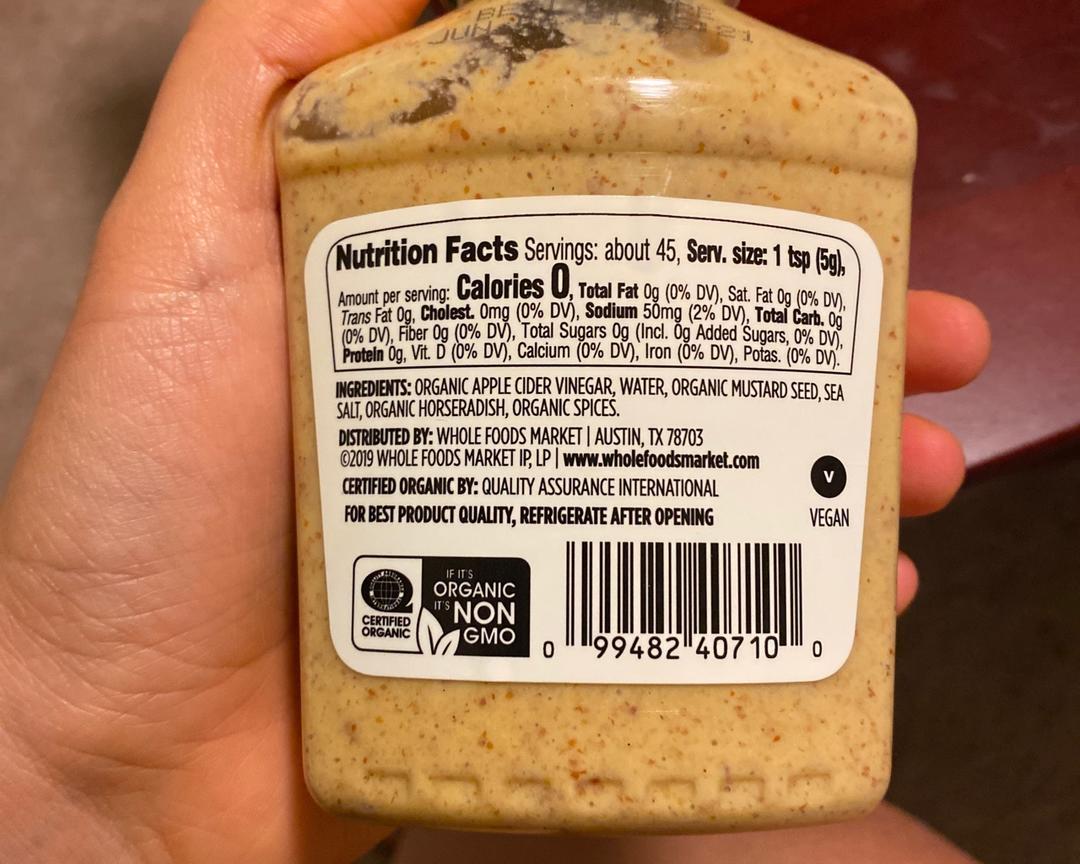 JUN
21
Nutrition Facts Servings: about 45, Serv. size: 1 tsp (5g),
Amount per serving: Calories 0, Total Fat 0g (0% DV), Sat. Fat 0g (0% DV),
Trans Fat 0g, Cholest. 0mg (0% DV), Sodium 50mg (2% DV), Total Carb. 0g
(0% DV), Fiber 0g (0% DV), Total Sugars 0g (Incl. 0g Added Sugars, 0% DV),
Protein 0g, Vit. D (0% DV), Calcium (0% DV), Iron (0% DV), Potas. (0% DV).
INGREDIENTS: ORGANIC APPLE CIDER VINEGAR, WATER, ORGANIC MUSTARD SEED, SEA
SALT, ORGANIC HORSERADISH, ORGANIC SPICES.
DISTRIBUTED BY: WHOLE FOODS MARKET | AUSTIN, TX 78703
©2019 WHOLE FOODS MARKET IP, LP | www.wholefoodsmarket.com
CERTIFIED ORGANIC BY: QUALITY ASSURANCE INTERNATIONAL
FOR BEST PRODUCT QUALITY, REFRIGERATE AFTER OPENING
V
VEGAN
CERTIFIED
ORGANIC
IF IT'S
ORGANIC
IT'S NON
GMO
0 99482 40710 0